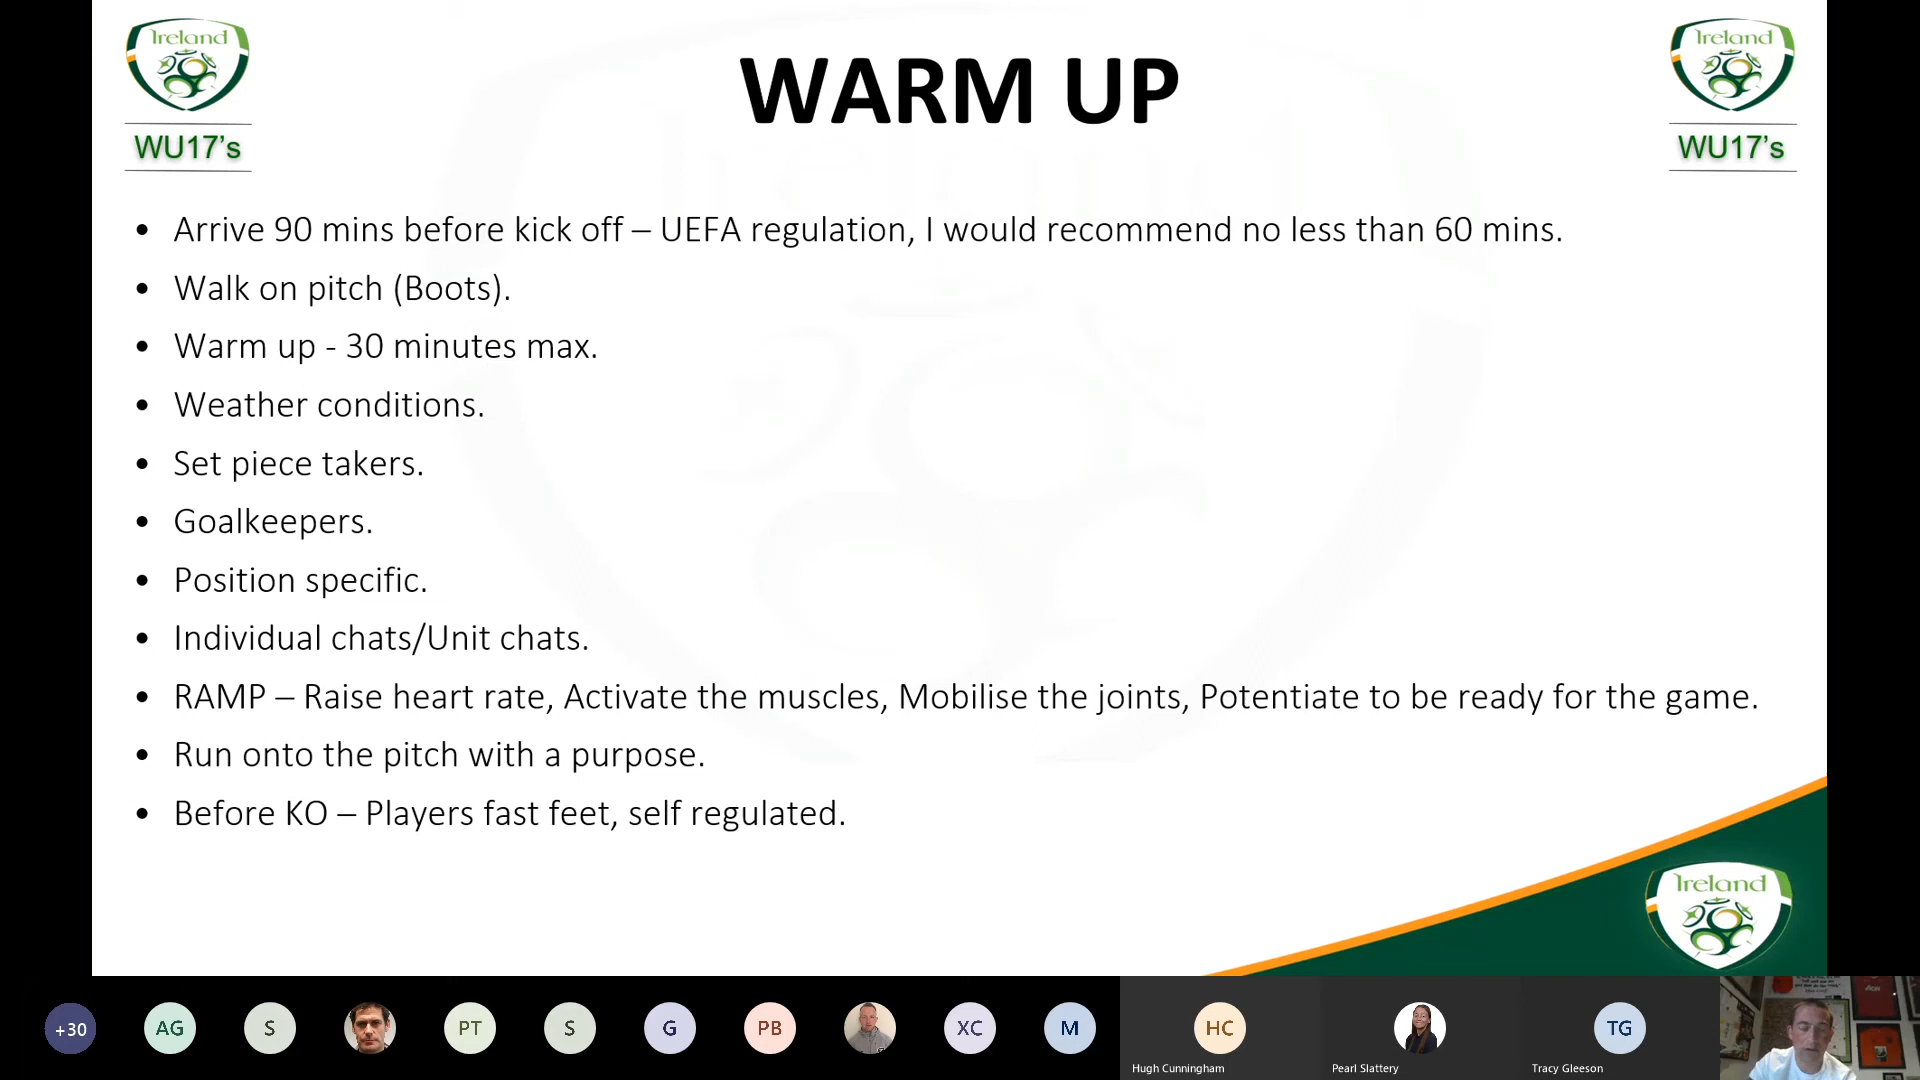 Ireland
WU17's
WARM UP
Ireland
WU17's
• Arrive 90 mins before kick off – UEFA regulation, I would recommend no less than 60 mins.
• Walk on pitch (Boots).
• Warm up - 30 minutes max.
• Weather conditions.
• Set piece takers.
• Goalkeepers.
• Position specific.
• Individual chats/Unit chats.
• RAMP – Raise heart rate, Activate the muscles, Mobilise the joints, Potentiate to be ready for the game.
• Run onto the pitch with a purpose.
• Before KO – Players fast feet, self regulated.
Ireland
+30
AG
S
PT
S
G
PB
XC
M
HC
TG
Hugh Cunningham
Pearl Slattery
Tracy Gleeson